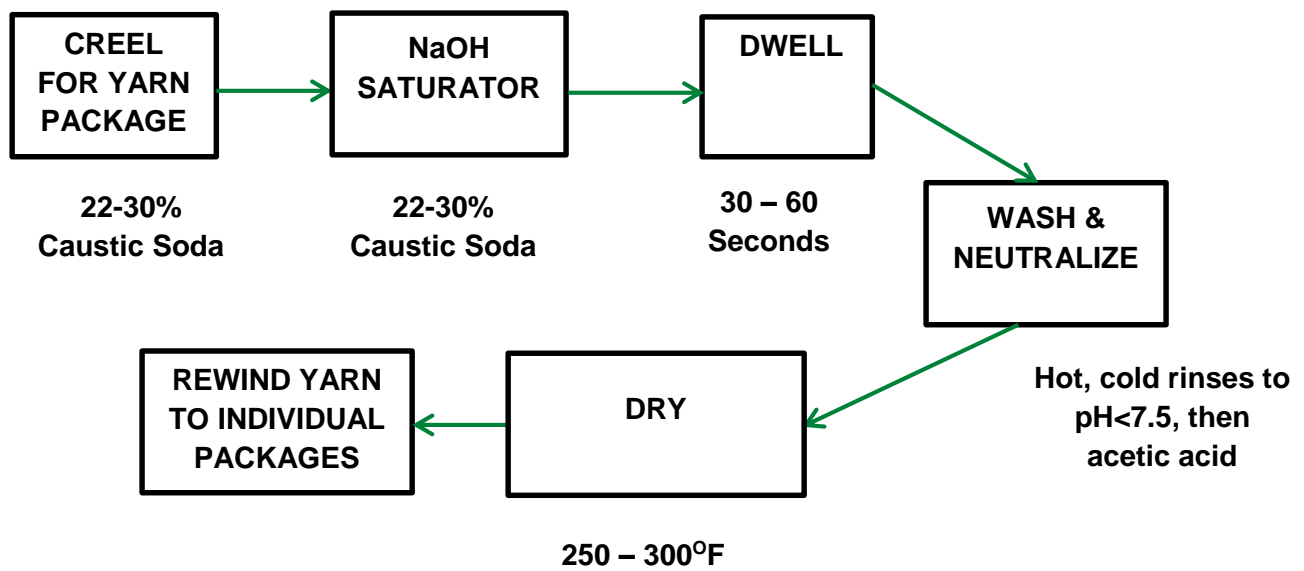 CREEL
FOR YARN
PACKAGE
22-30%
Caustic Soda
NaOH
SATURATOR
22-30%
Caustic Soda
DWELL
30 – 60
Seconds
WASH &
NEUTRALIZE
Hot, cold rinses to
pH<7.5, then
acetic acid
DRY
250 – 300°F
REWIND YARN
TO INDIVIDUAL
PACKAGES